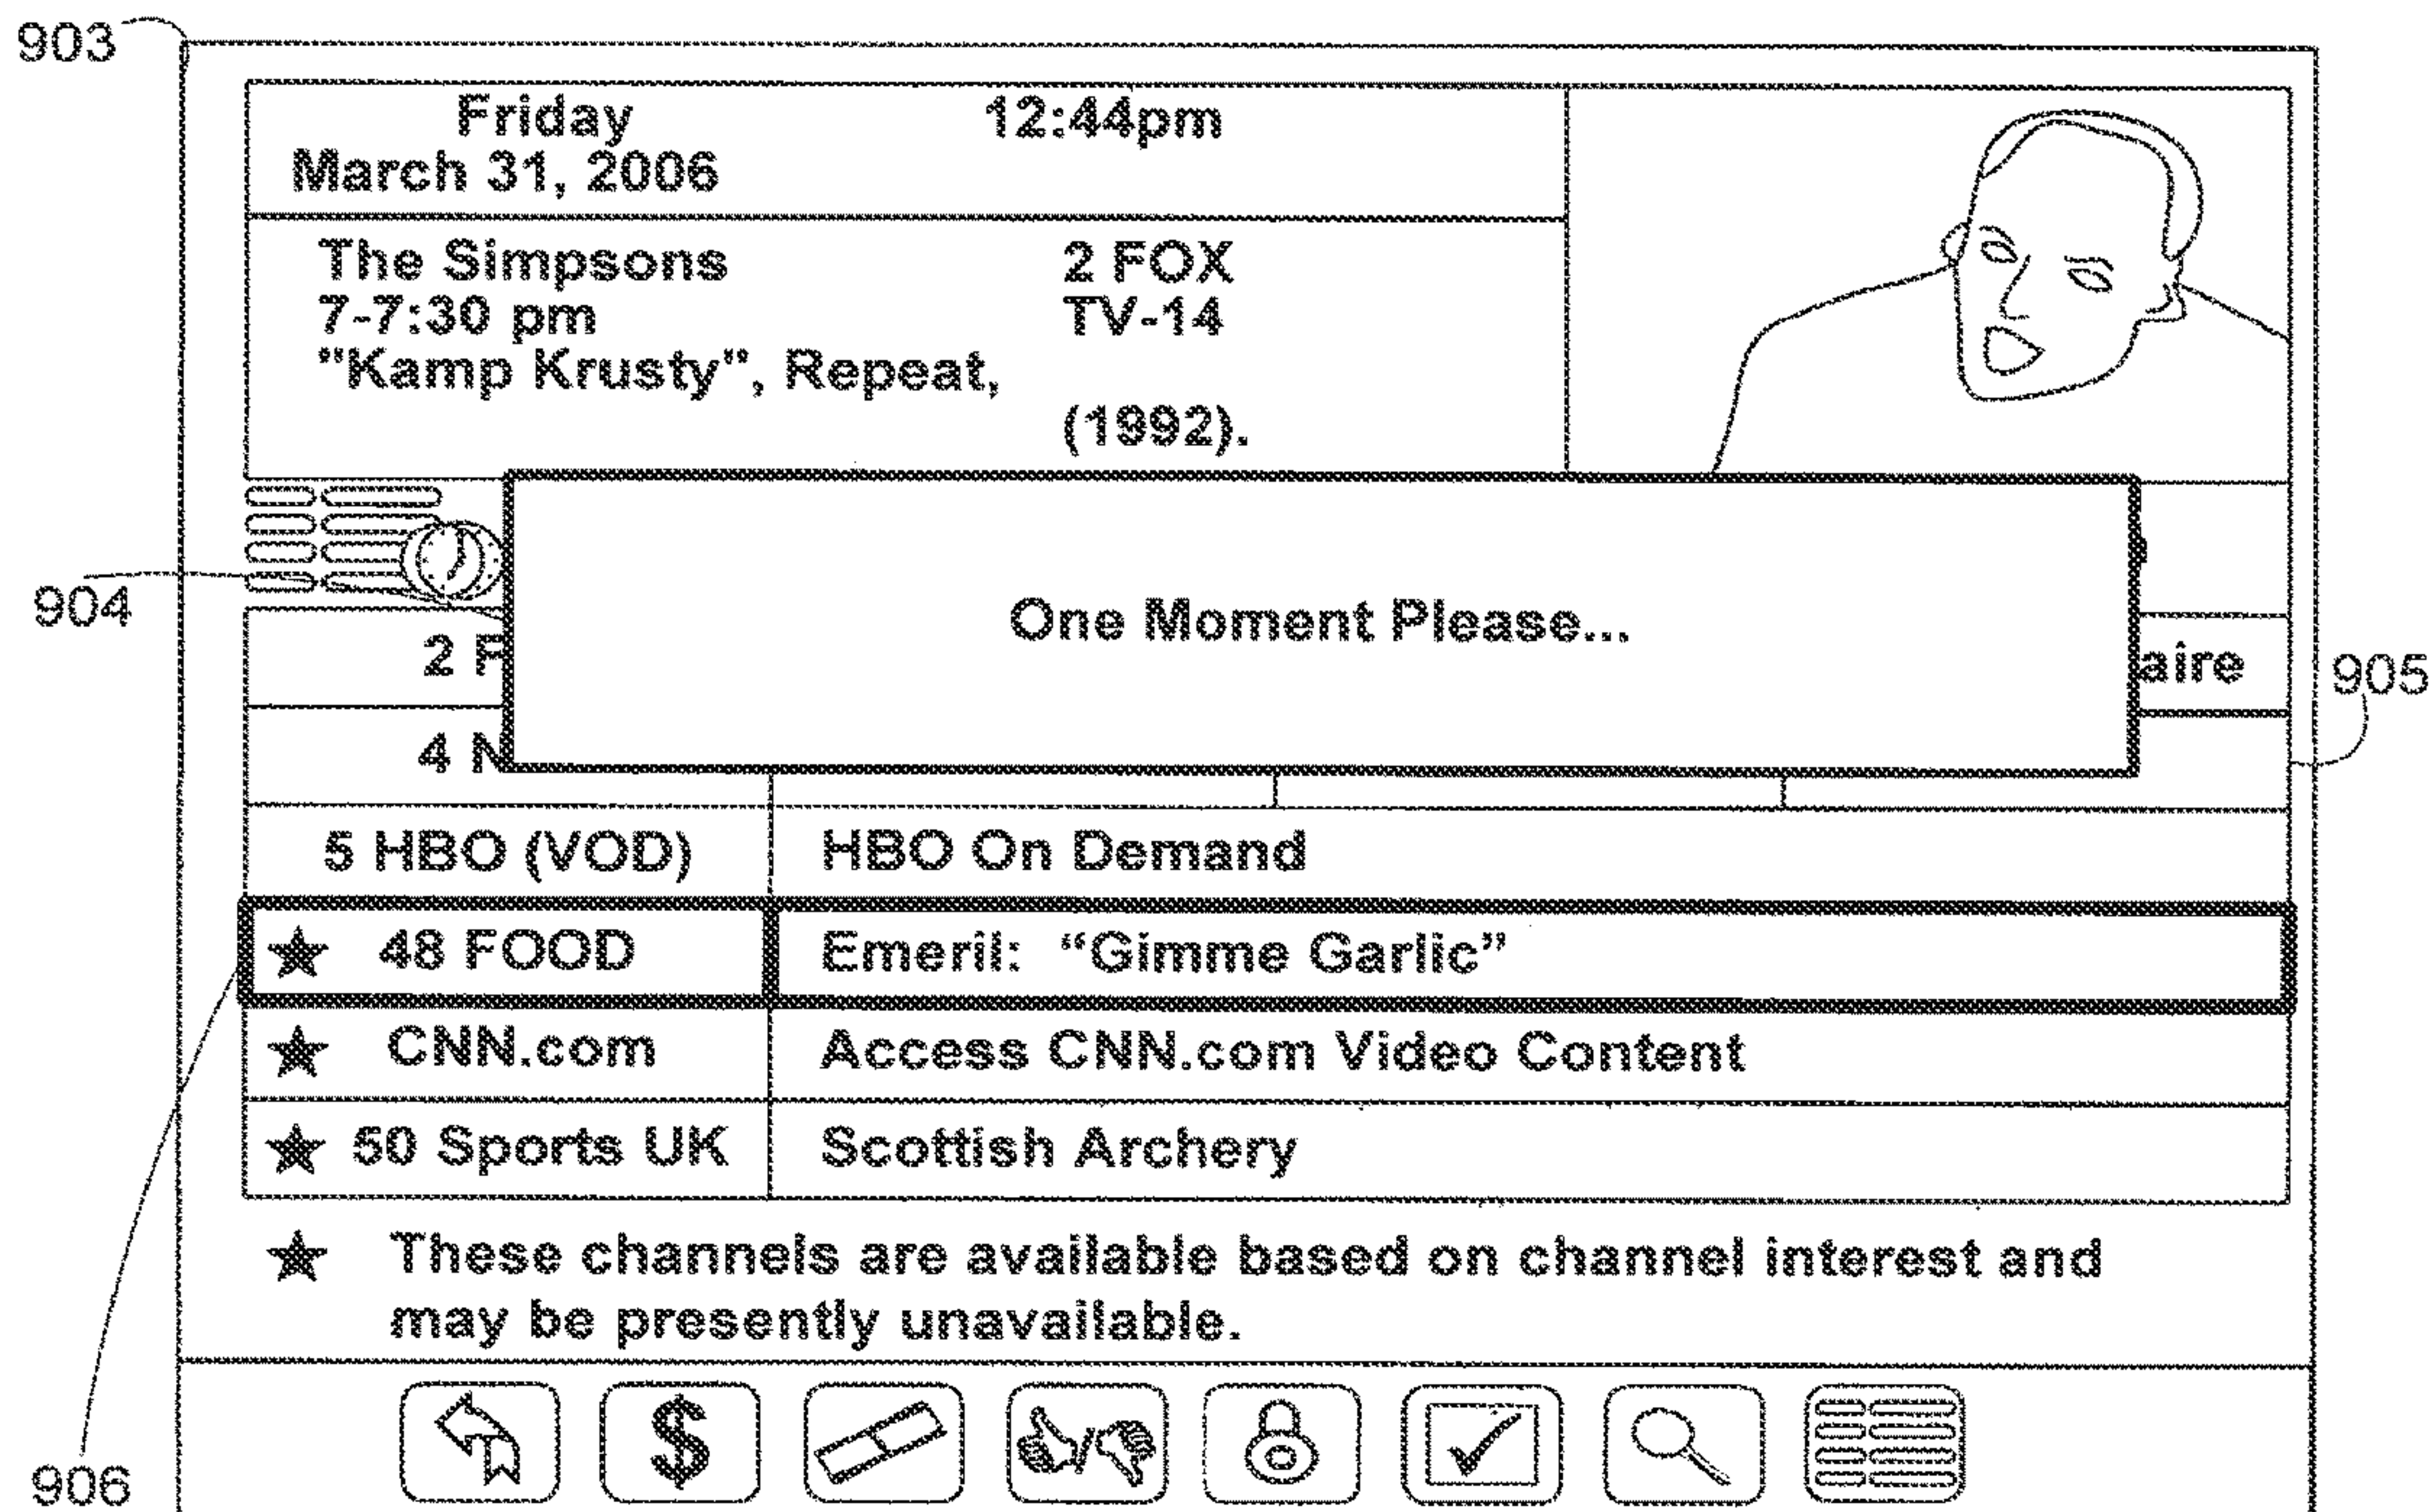 903
Friday 12:44pm
March 31, 2006
The Simpsons 2 FOX
7-7:30 pm TV-14
"Kamp Krusty", Repeat,
(1992).
One Moment Please...
904
2 F
aire
905
4 N
5 HBO (VOD) HBO On Demand
★ 48 FOOD Emeril: “Gimme Garlic”
★ CNN.com Access CNN.com Video Content
★ 50 Sports UK Scottish Archery
★ These channels are available based on channel interest and
may be presently unavailable.
$
906